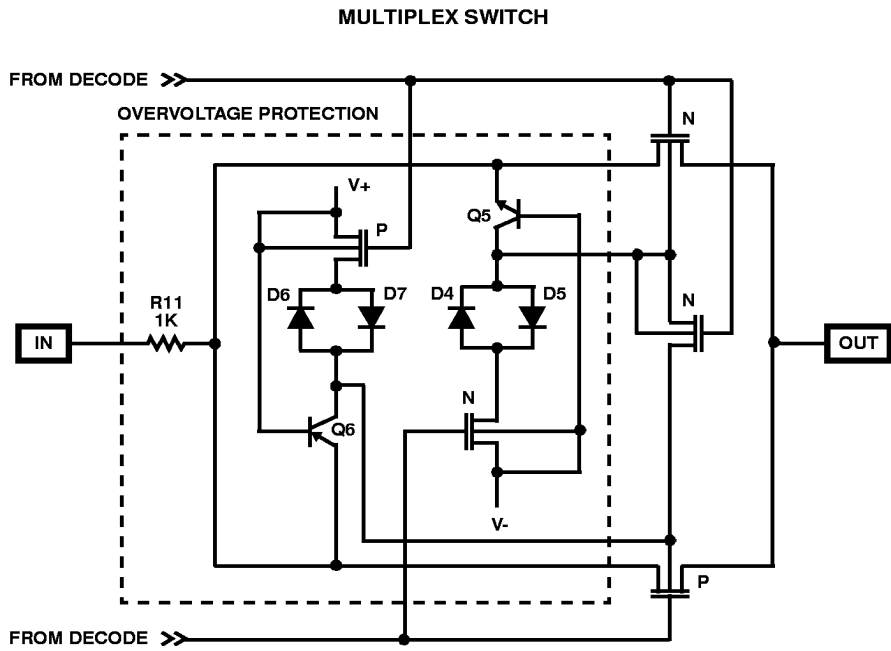 MULTIPLEX SWITCH
FROM DECODE
OVERVOLTAGE PROTECTION
N
V+
P
Q5
D6
D7
D4
D5
N
R11
1K
IN
OUT
N
Q6
V-
P
FROM DECODE